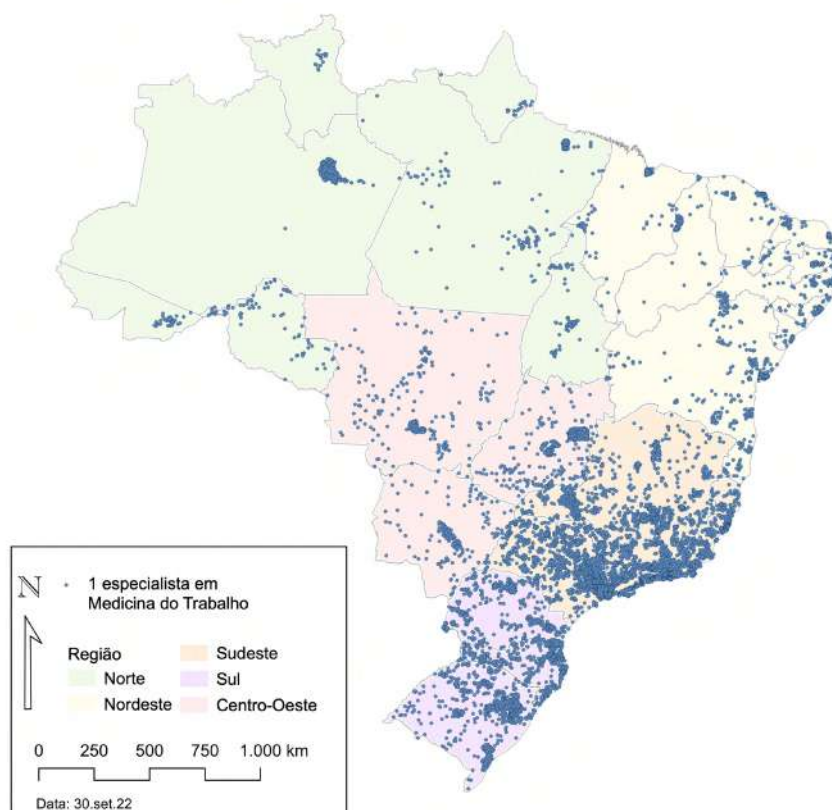 N
1 especialista em
Medicina do Trabalho
Região
Norte
Nordeste
Sudeste
Sul
Centro-Oeste
0 250 500 750 1.000 km
Data: 30.set.22